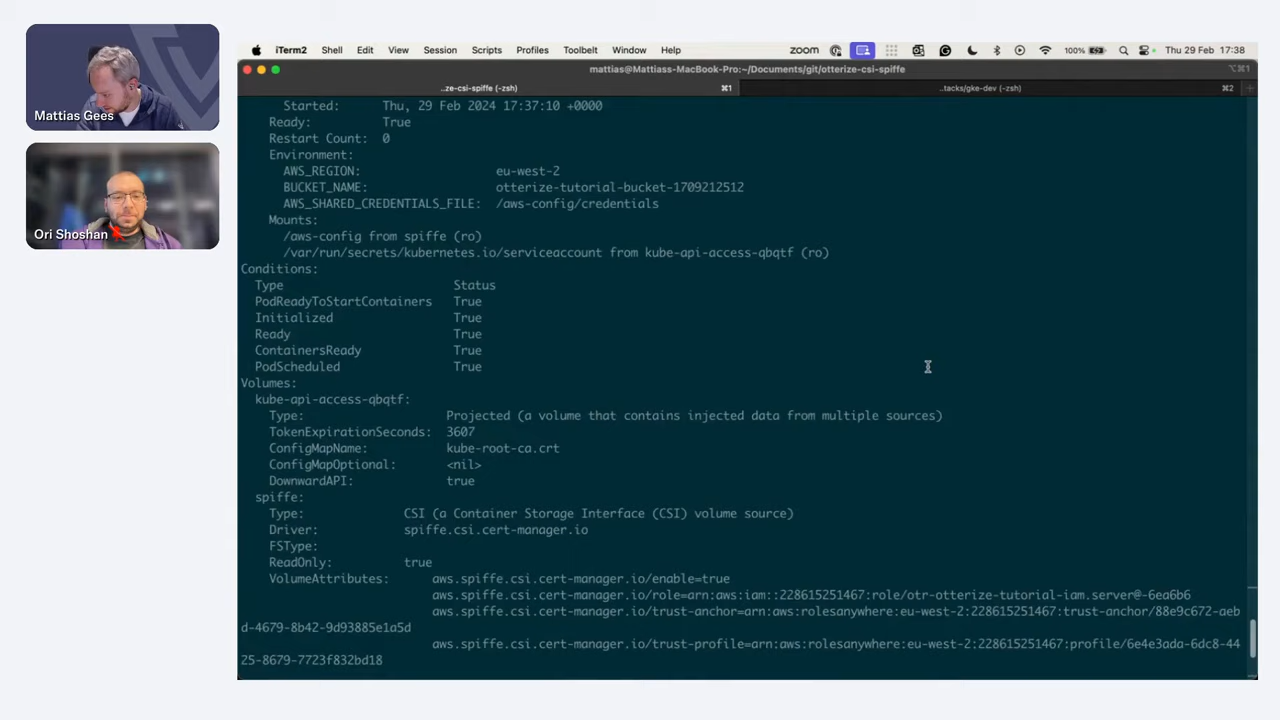 Mattias Gees
Ori Shoshan
iTerm2 Shell Edit View Session Scripts Profiles Toolbelt Window Help zoom 100% Thu 29 Feb 17:38
mattias@Mattiass-MacBook-Pro:~/Documents/git/otterize-csi-spiffe ⌥⌘1
..ze-csi-spiffe (-zsh) ⌘1 ..tacks/gke-dev (-zsh) ⌘2
Started: Thu, 29 Feb 2024 17:37:10 +0000
Ready: True
Restart Count: 0
Environment:
AWS_REGION: eu-west-2
BUCKET_NAME: otterize-tutorial-bucket-1709212512
AWS_SHARED_CREDENTIALS_FILE: /aws-config/credentials
Mounts:
/aws-config from spiffe (ro)
/var/run/secrets/kubernetes.io/serviceaccount from kube-api-access-qbqtf (ro)
Conditions:
Type Status
PodReadyToStartContainers True
Initialized True
Ready True
ContainersReady True
PodScheduled True
Volumes:
kube-api-access-qbqtf:
Type: Projected (a volume that contains injected data from multiple sources)
TokenExpirationSeconds: 3607
ConfigMapName: kube-root-ca.crt
ConfigMapOptional: <nil>
DownwardAPI: true
spiffe:
Type: CSI (a Container Storage Interface (CSI) volume source)
Driver: spiffe.csi.cert-manager.io
FSType:
ReadOnly: true
VolumeAttributes: aws.spiffe.csi.cert-manager.io/enable=true
aws.spiffe.csi.cert-manager.io/role=arn:aws:iam::228615251467:role/otr-otterize-tutorial-iam.server@-6ea6b6
aws.spiffe.csi.cert-manager.io/trust-anchor=arn:aws:rolesanywhere:eu-west-2:228615251467:trust-anchor/88e9c672-aeb
d-4679-8b42-9d93885e1a5d
aws.spiffe.csi.cert-manager.io/trust-profile=arn:aws:rolesanywhere:eu-west-2:228615251467:profile/6e4e3ada-6dc8-44
25-8679-7723f832bd18